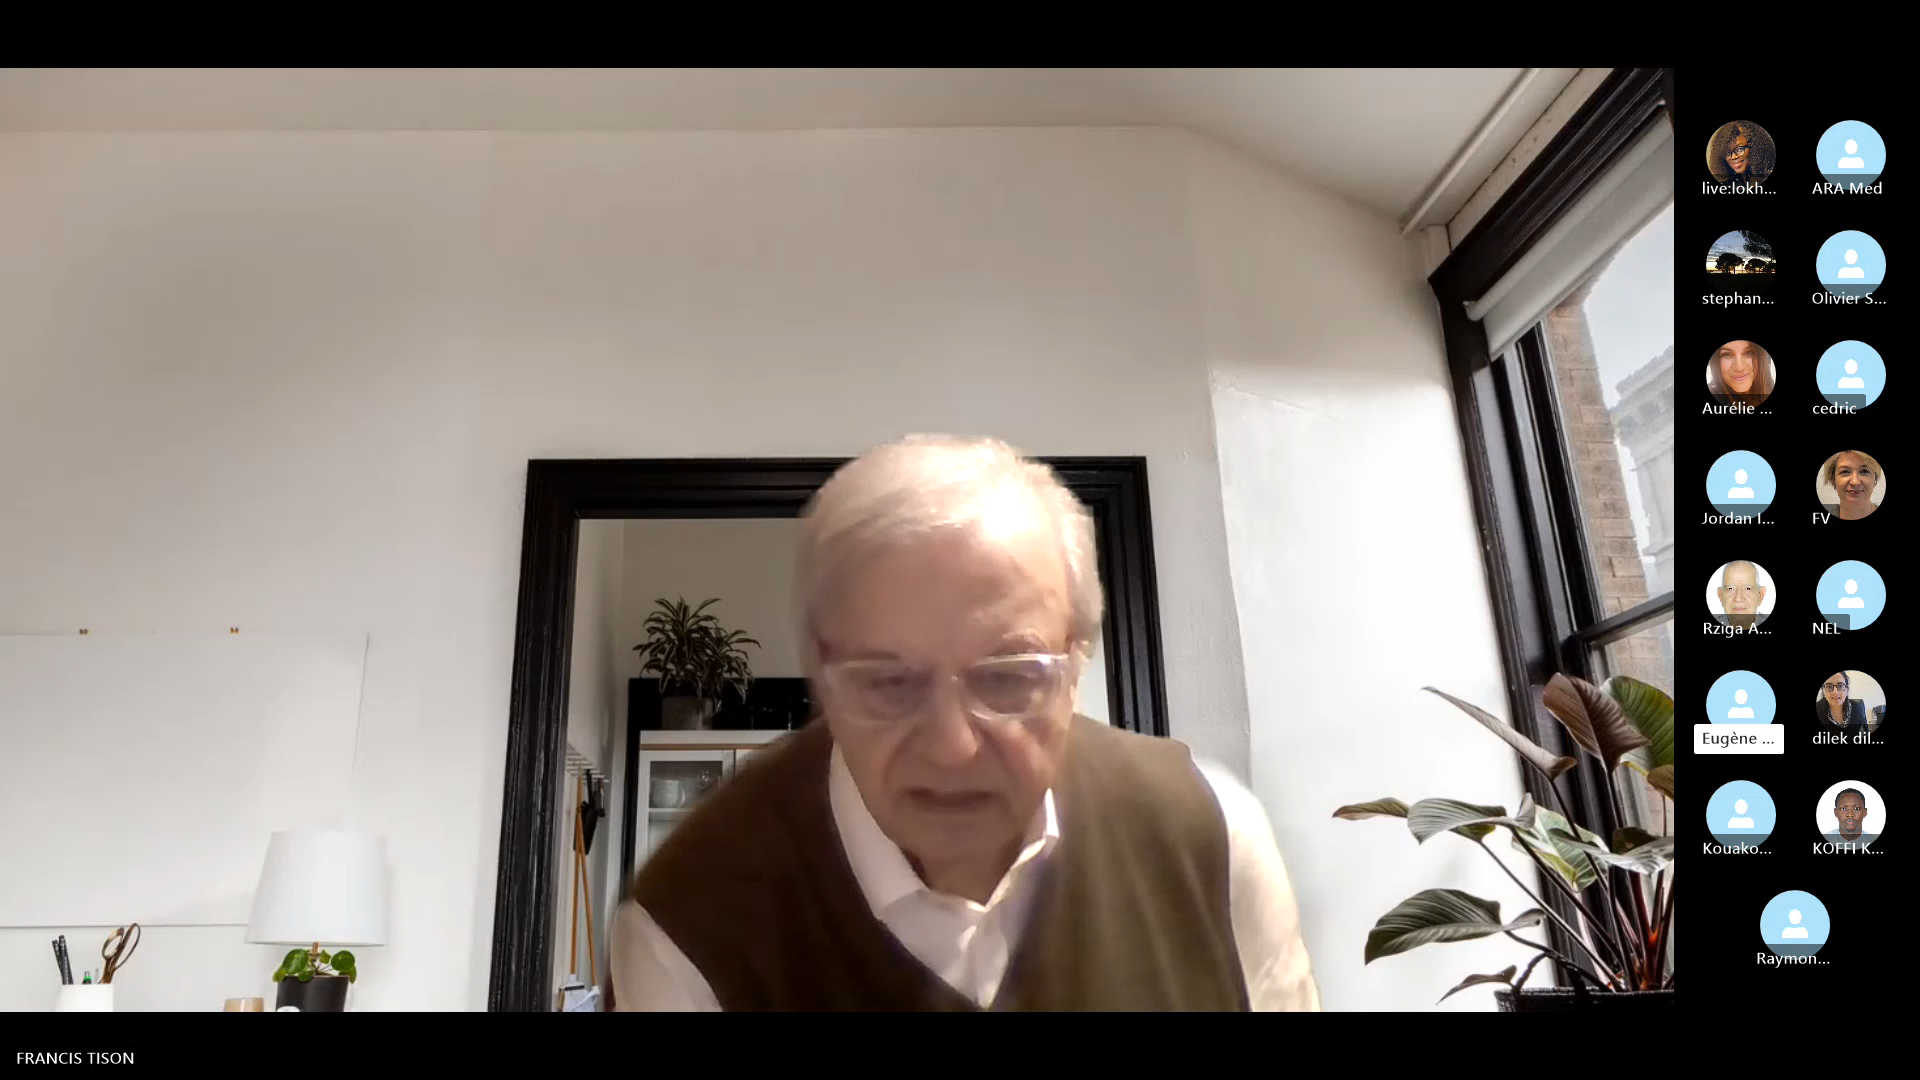 live:lokh...
ARA Med
stephan...
Olivier S...
Aurélie ...
cedric
Jordan I...
FV
Rziga A...
NEL
Eugène ...
dilek dil...
Kouako...
KOFFI K...
Raymon...
FRANCIS TISON